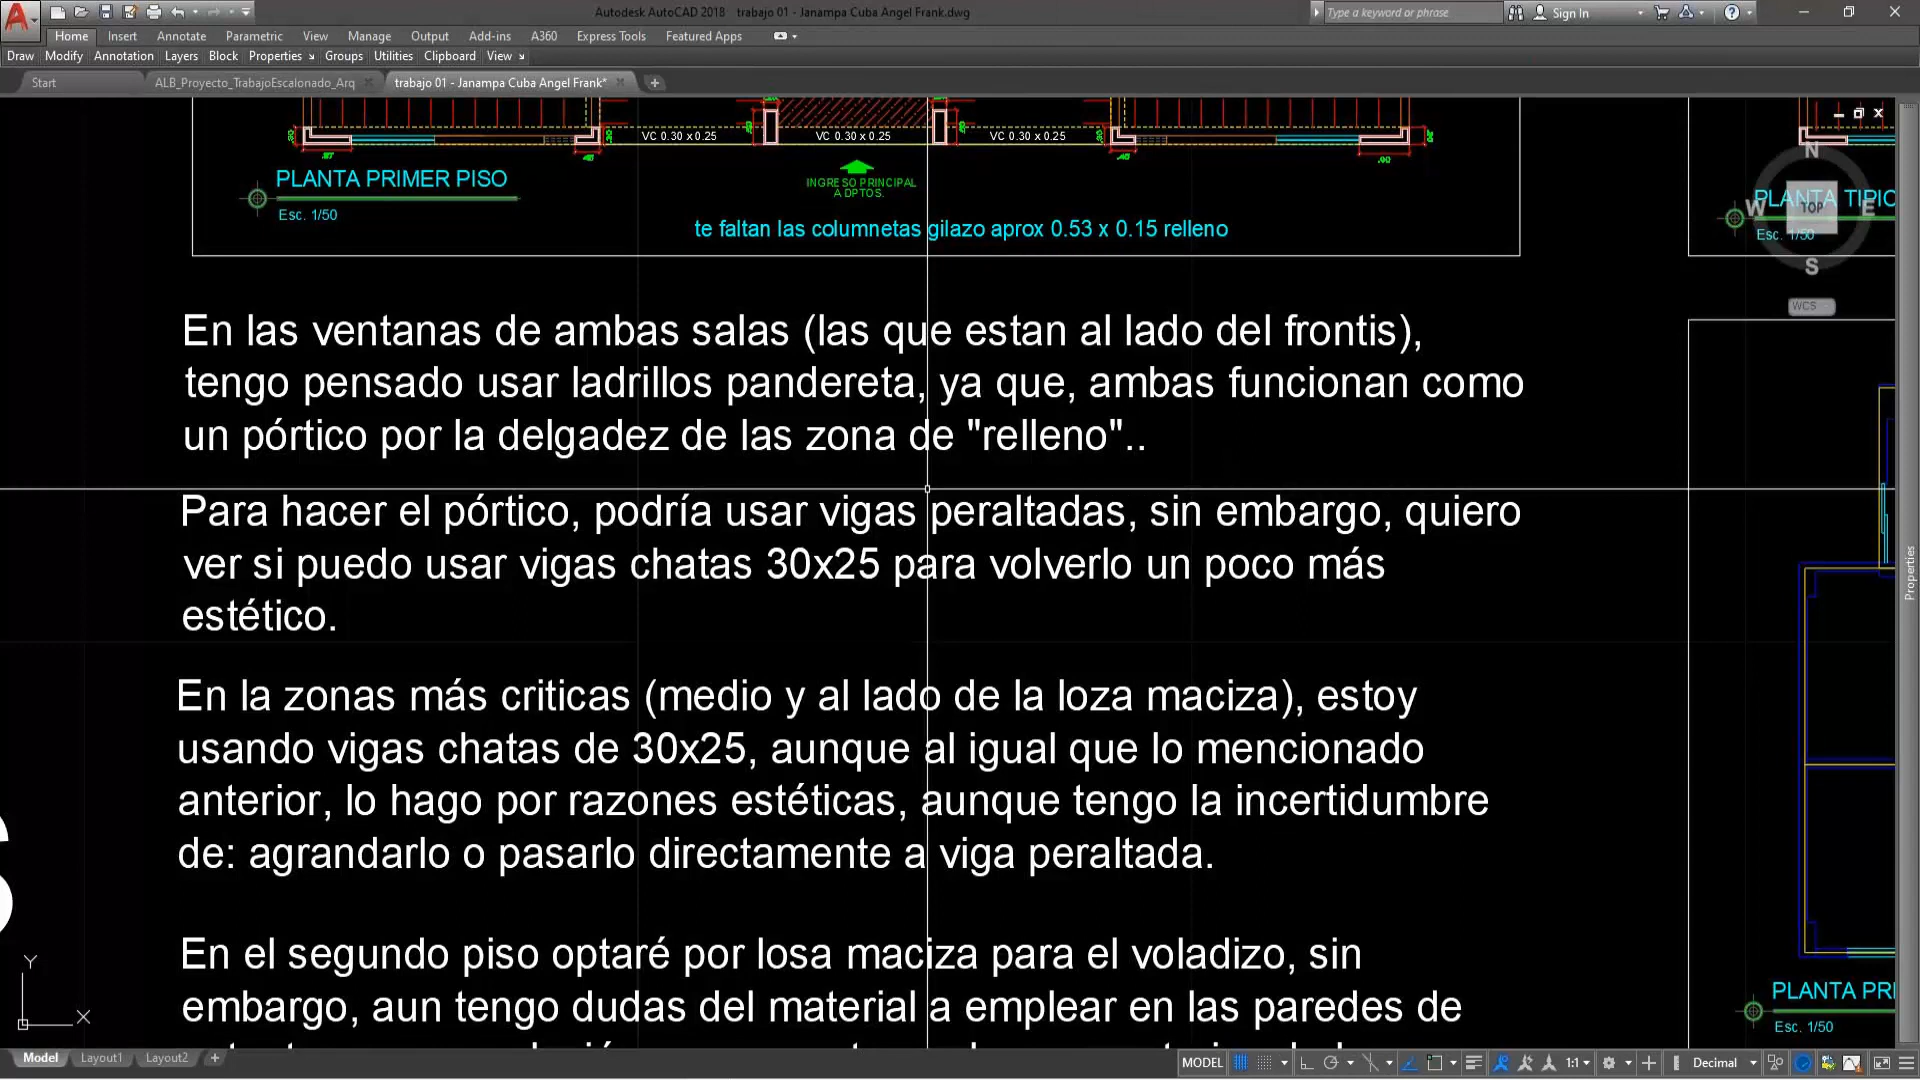 Autodesk AutoCAD 2018 trabajo 01 - Janampa Cuba Angel Frank.dwg
Type a keyword or phrase
Sign In
Home Insert Annotate Parametric View Manage Output Add-ins A360 Express Tools Featured Apps
Draw Modify Annotation Layers Block Properties Groups Utilities Clipboard View
Start ALB_Proyecto_TrabajoEscalonado_Arq trabajo 01 - Janampa Cuba Angel Frank*
VC 0.30 x 0.25 VC 0.30 x 0.25 VC 0.30 x 0.25
PLANTA PRIMER PISO
Esc. 1/50
INGRESO PRINCIPAL
A DPTOS.
te faltan las columnetas gilazo aprox 0.53 x 0.15 relleno
N
W TOP E
S
WCS
PLANTA TIPIC
Esc. 1/50
En las ventanas de ambas salas (las que estan al lado del frontis),
tengo pensado usar ladrillos pandereta, ya que, ambas funcionan como
un pórtico por la delgadez de las zona de "relleno"..
Para hacer el pórtico, podría usar vigas peraltadas, sin embargo, quiero
ver si puedo usar vigas chatas 30x25 para volverlo un poco más
estético.
En la zonas más criticas (medio y al lado de la loza maciza), estoy
usando vigas chatas de 30x25, aunque al igual que lo mencionado
anterior, lo hago por razones estéticas, aunque tengo la incertidumbre
de: agrandarlo o pasarlo directamente a viga peraltada.
En el segundo piso optaré por losa maciza para el voladizo, sin
embargo, aun tengo dudas del material a emplear en las paredes de
Properties
PLANTA PRI
Esc. 1/50
Y
X
Model Layout1 Layout2
MODEL 1:1 Decimal